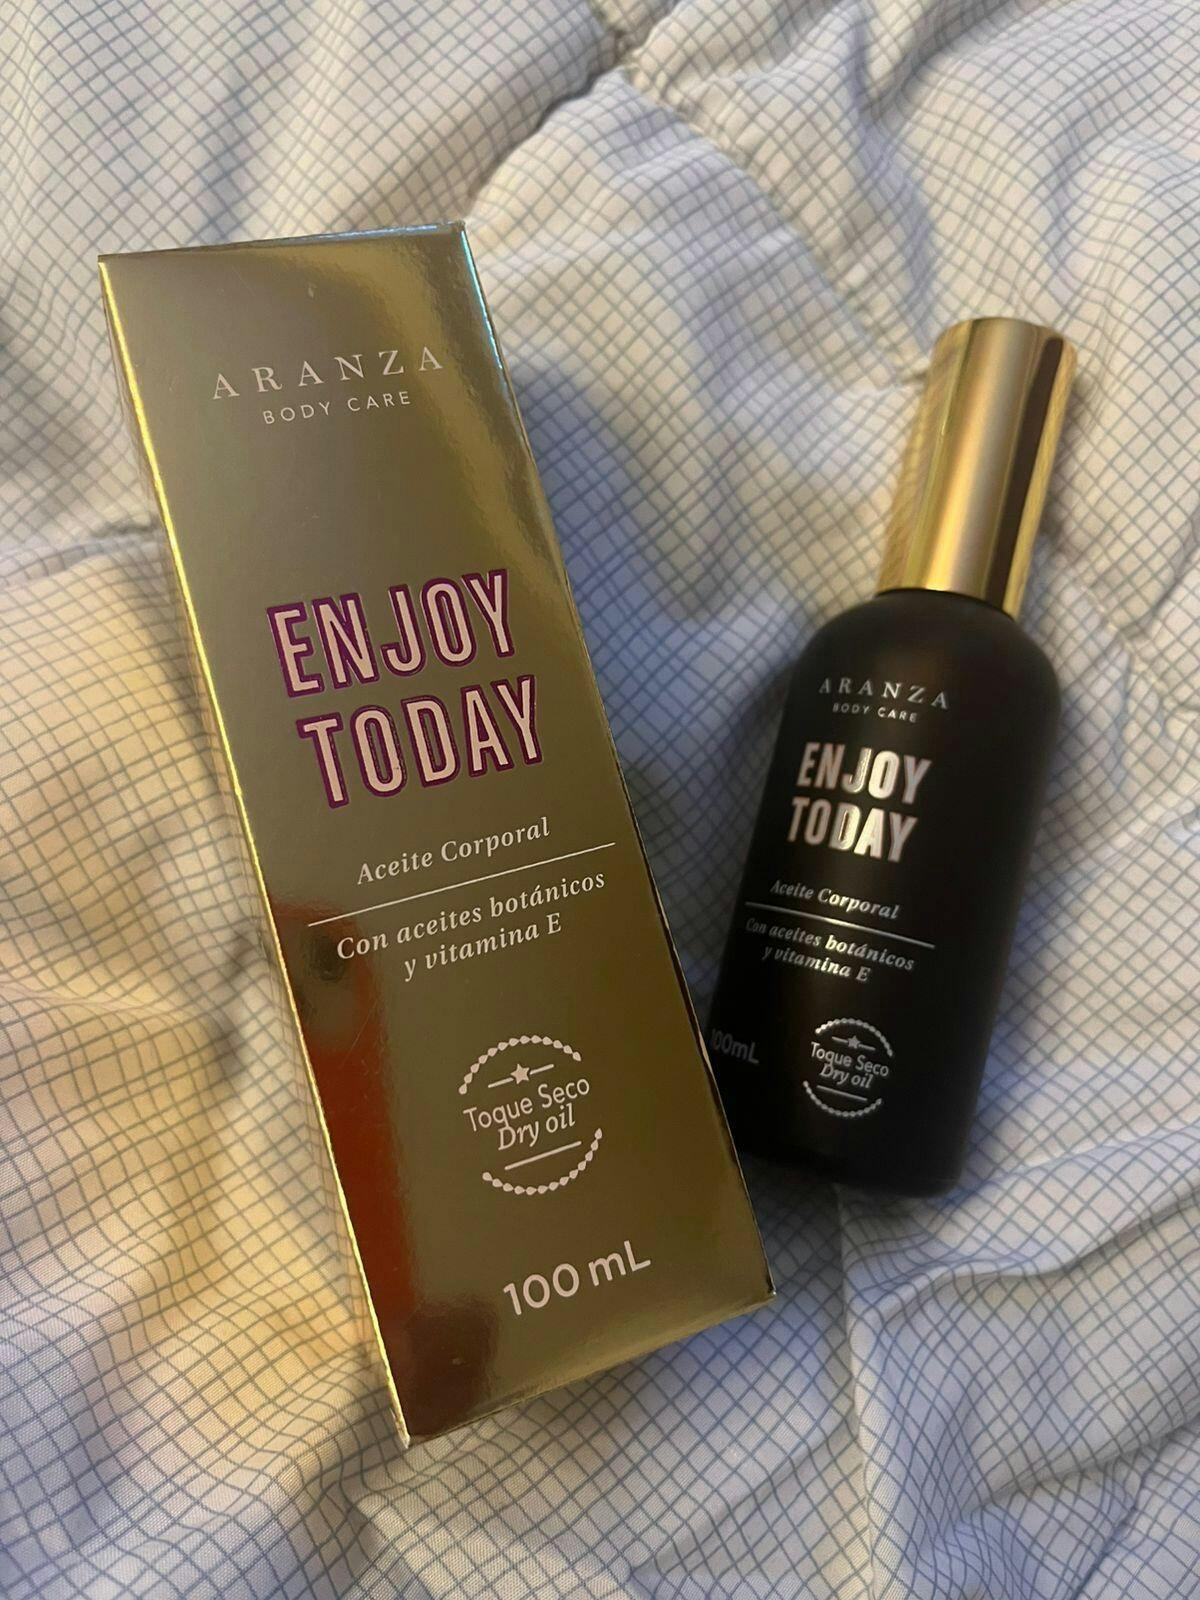 ARANZA
BODY CARE
ENJOY
TODAY
Aceite Corporal
Con aceites botánicos
y vitamina E
Toque Seco
Dry oil
100 mL
ARANZA
BODY CARE
ENJOY
TODAY
Aceite Corporal
Con aceites botánicos
y vitamina E
100mL
Toque Seco
Dry oil